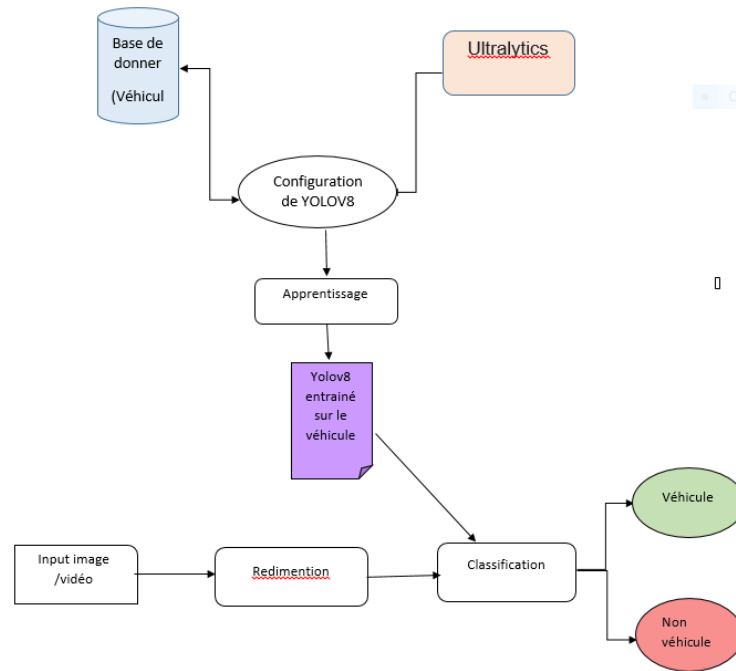 Base de
donner
(Véhicul
Ultralytics
Configuration
de YOLOV8
Apprentissage
Yolov8
entrainé
sur le
véhicule
Input image
/vidéo
Redimention
Classification
Véhicule
Non
véhicule